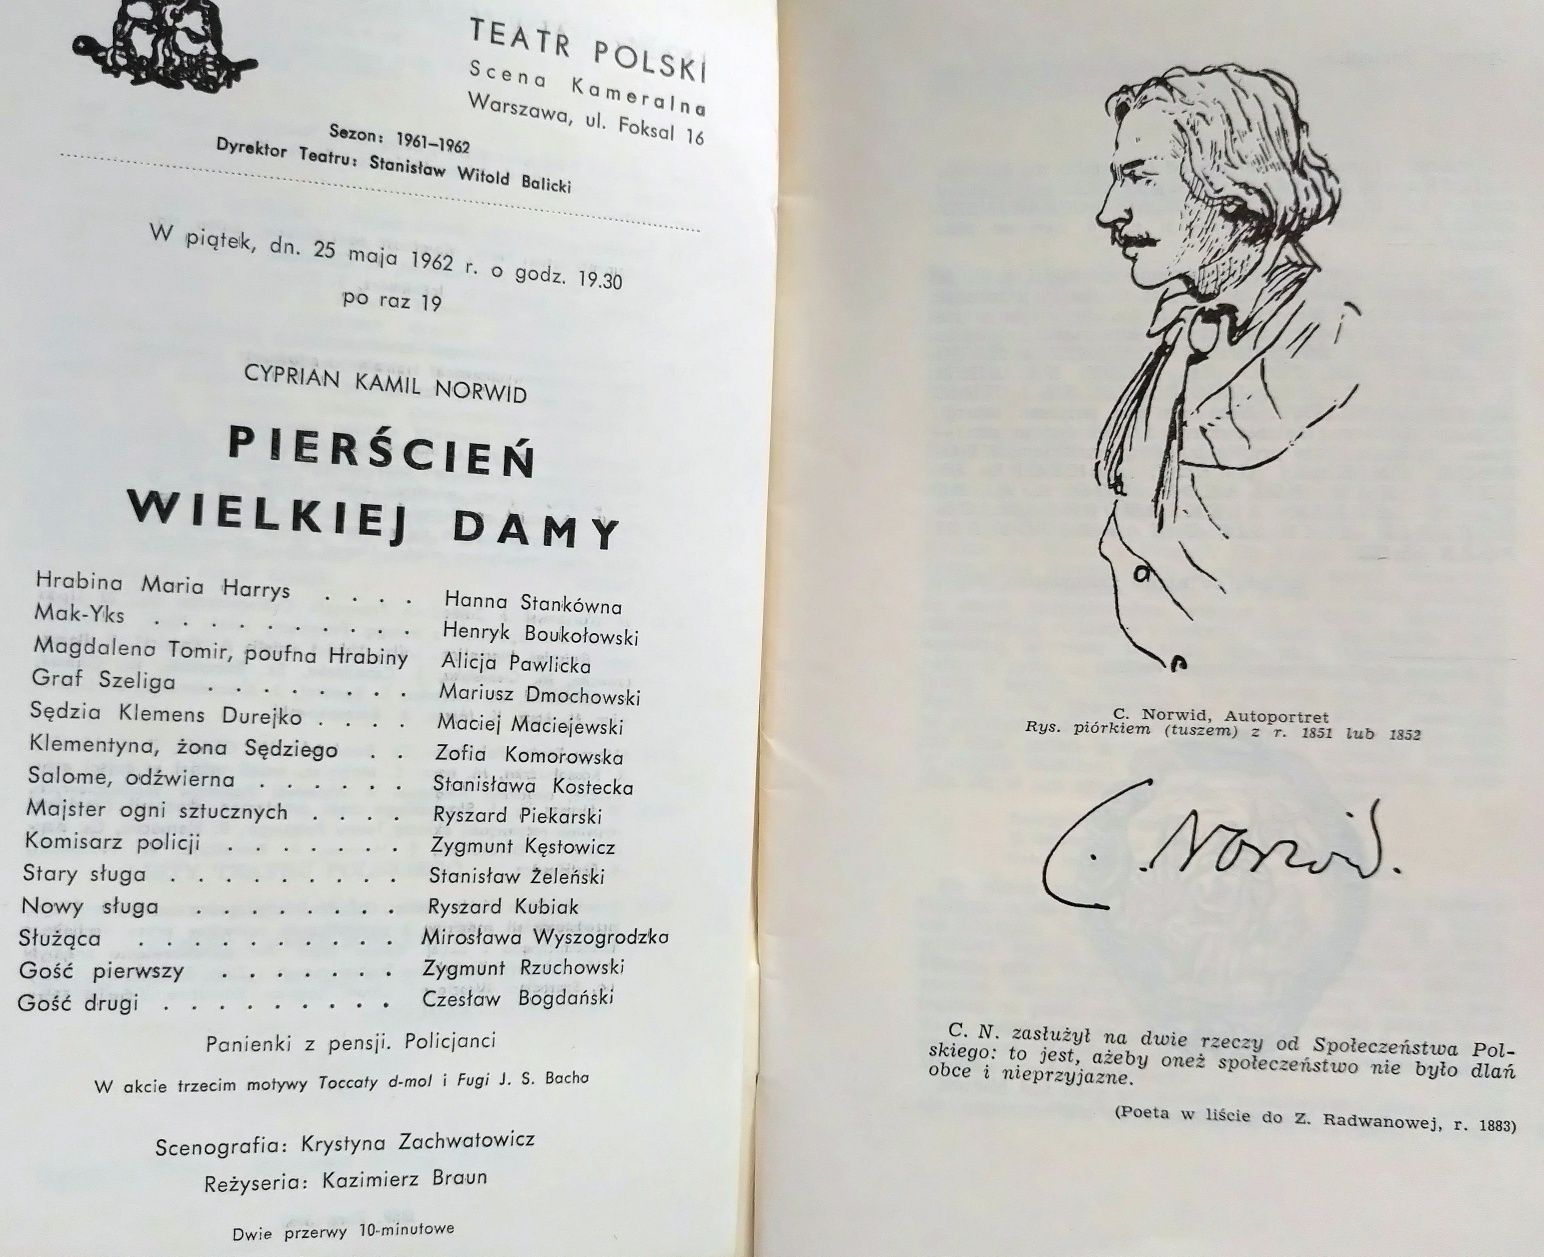 TEATR POLSKI
Scena Kameralna
Warszawa, ul. Foksal 16
Sezon: 1961–1962
Dyrektor Teatru: Stanisław Witold Balicki
W piątek, dn. 25 maja 1962 r. o godz. 19.30
po raz 19
CYPRIAN KAMIL NORWID
PIERŚCIEŃ
WIELKIEJ DAMY
Hrabina Maria Harrys . . . . Hanna Stankówna
Mak-Yks . . . . . . . . . . Henryk Boukołowski
Magdalena Tomir, poufna Hrabiny Alicja Pawlicka
Graf Szeliga . . . . . . . . Mariusz Dmochowski
Sędzia Klemens Durejko . . . . Maciej Maciejewski
Klementyna, żona Sędziego . . Zofia Komorowska
Salome, odźwierna . . . . . . Stanisława Kostecka
Majster ogni sztucznych . . . . Ryszard Piekarski
Komisarz policji . . . . . . . Zygmunt Kęstowicz
Stary sługa . . . . . . . . . Stanisław Żeleński
Nowy sługa . . . . . . . . Ryszard Kubiak
Służąca . . . . . . . . . . Mirosława Wyszogrodzka
Gość pierwszy . . . . . . . Zygmunt Rzuchowski
Gość drugi . . . . . . . . . Czesław Bogdański
Panienki z pensji. Policjanci
W akcie trzecim motywy Toccaty d-mol i Fugi J. S. Bacha
Scenografia: Krystyna Zachwatowicz
Reżyseria: Kazimierz Braun
Dwie przerwy 10-minutowe
C. Norwid, Autoportret
Rys. piórkiem (tuszem) z r. 1851 lub 1852
C. Norwid.
C. N. zasłużył na dwie rzeczy od Społeczeństwa Pol-
skiego: to jest, ażeby oneż społeczeństwo nie było dlań
obce i nieprzyjazne.
(Poeta w liście do Z. Radwanowej, r. 1883)